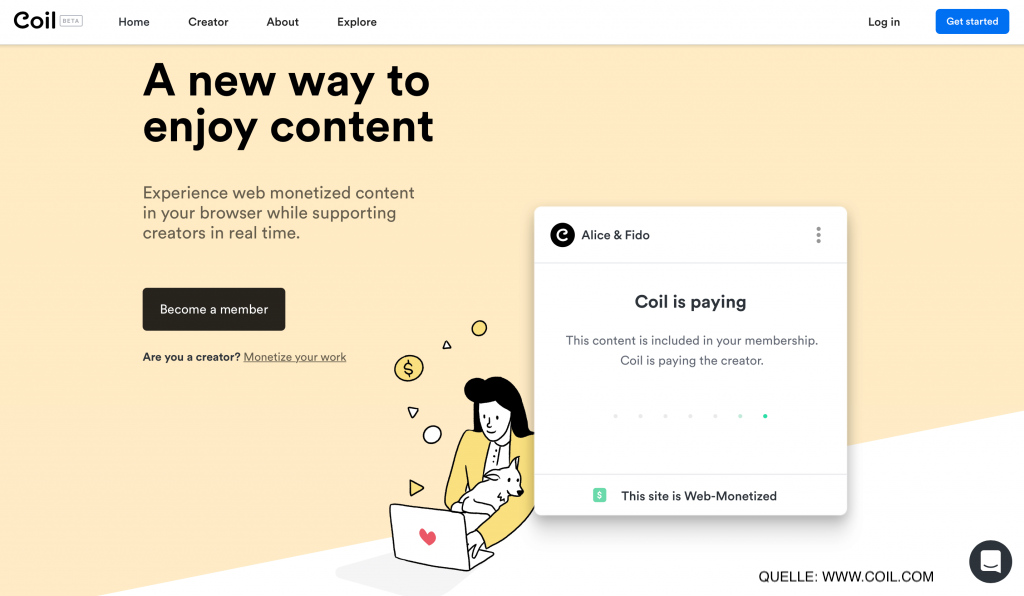 Coil BETA Home Creator About Explore Log in Get started
A new way to
enjoy content
Experience web monetized content
in your browser while supporting
creators in real time.
Become a member
Are you a creator? Monetize your work
$
Alice & Fido
Coil is paying
This content is included in your membership.
Coil is paying the creator.
$ This site is Web-Monetized
QUELLE: WWW.COIL.COM